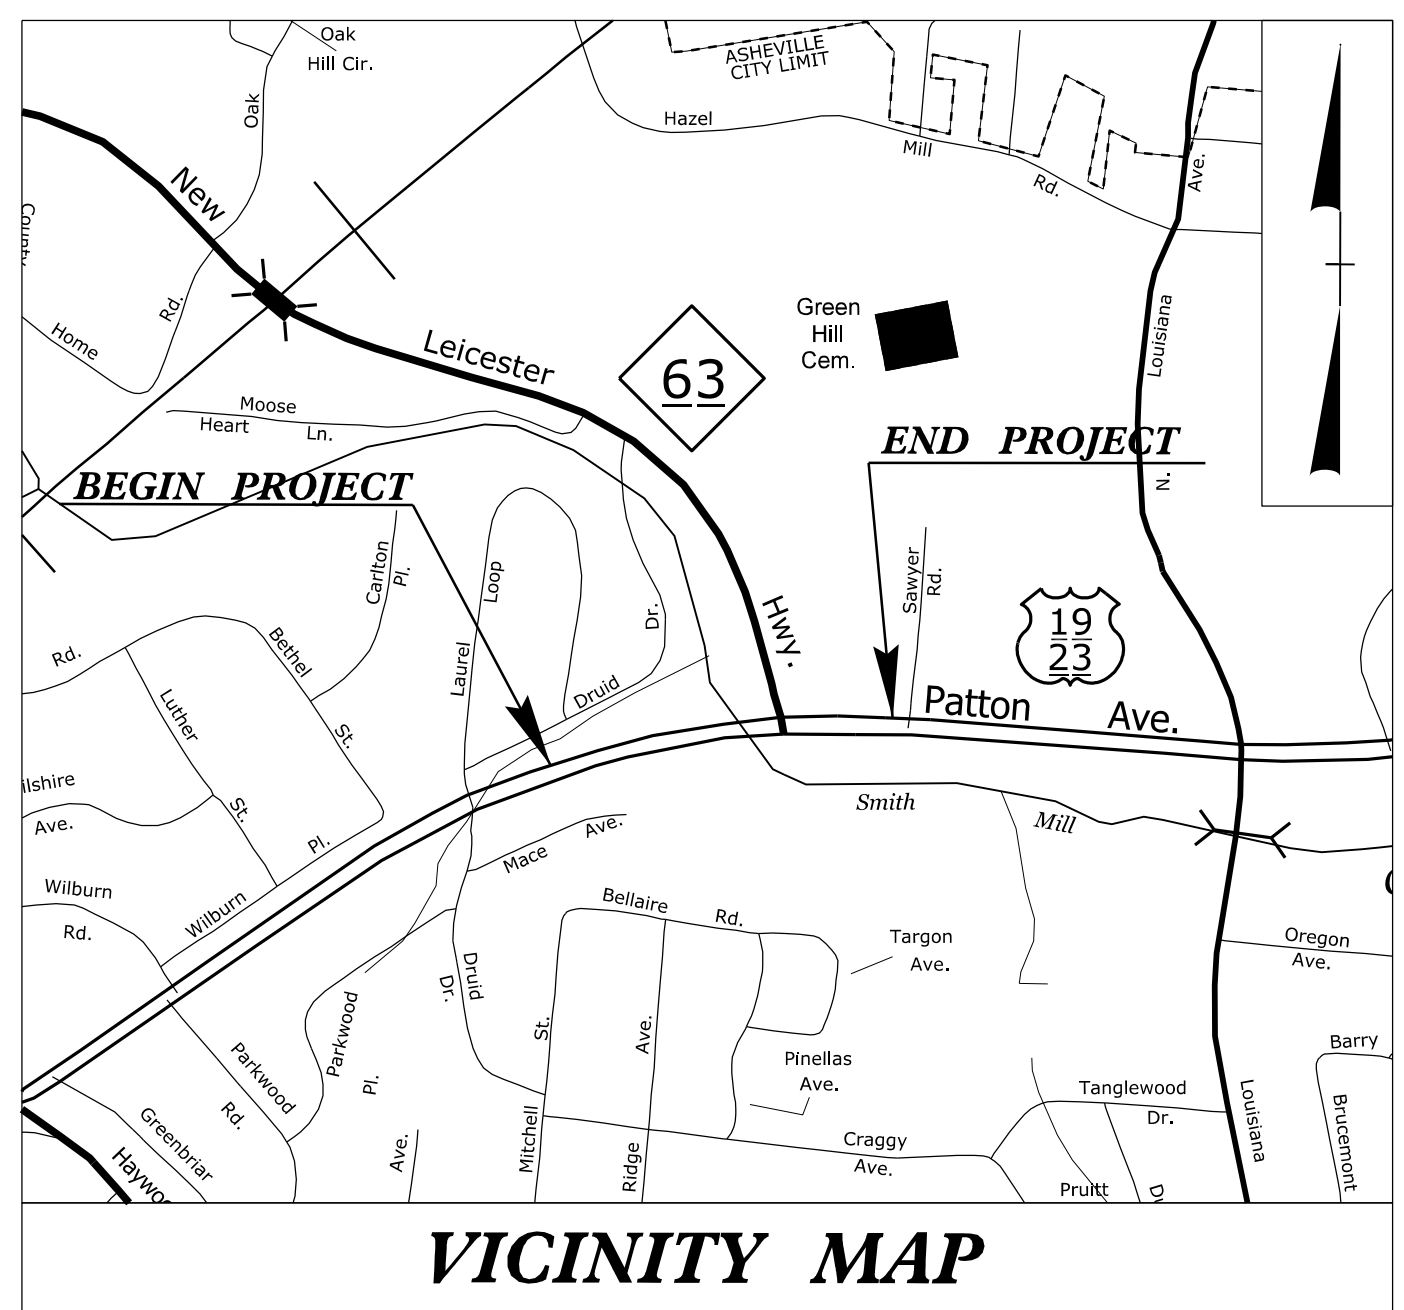 Oak
Hill Cir.
ASHEVILLE
CITY LIMIT
Oak
Hazel
Mill
Rd.
Ave.
New
County
Rd.
Home
Leicester
63
Green
Hill
Cem.
Louisiana
N.
Moose
Heart
Ln.
END PROJECT
BEGIN PROJECT
Carlton
Pl.
Loop
Laurel
Dr.
Druid
Hwy.
Sawyer
Rd.
19
23
Patton Ave.
Rd.
Bethel
St.
Luther
St.
ilshire
Ave.
Pl.
Wilburn
Wilburn
Rd.
Mace
Ave.
Smith
Mill
Bellaire
Rd.
Targon
Ave.
Oregon
Ave.
Druid
Dr.
Parkwood
Pl.
St.
Mitchell
Ave.
Ridge
Pinellas
Ave.
Barry
Brucemont
Tanglewood
Dr.
Louisiana
Parkwood
Rd.
Greenbriar
Haywo
Ave.
Craggy
Ave.
Pruitt
VICINITY MAP